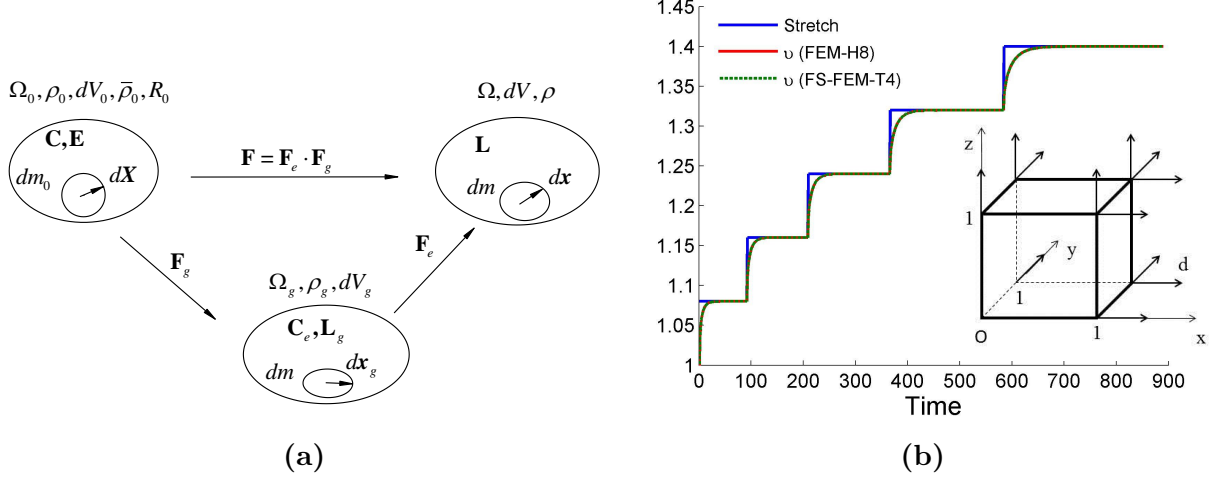 Ω₀, ρ₀, dV₀, ρ̄₀, R₀
C,E
dm₀
dX
F = Fₑ · F_g
Ω, dV, ρ
L
dm
dx
F_g
Fₑ
Ω_g, ρ_g, dV_g
Cₑ, L_g
dm
dx_g
(a)
1.45
1.4
1.35
1.3
1.25
1.2
1.15
1.1
1.05
1
Stretch
υ (FEM-H8)
υ (FS-FEM-T4)
z
1
y
1
d
O
1
x
0 100 200 300 400 500 600 700 800 900
Time
(b)